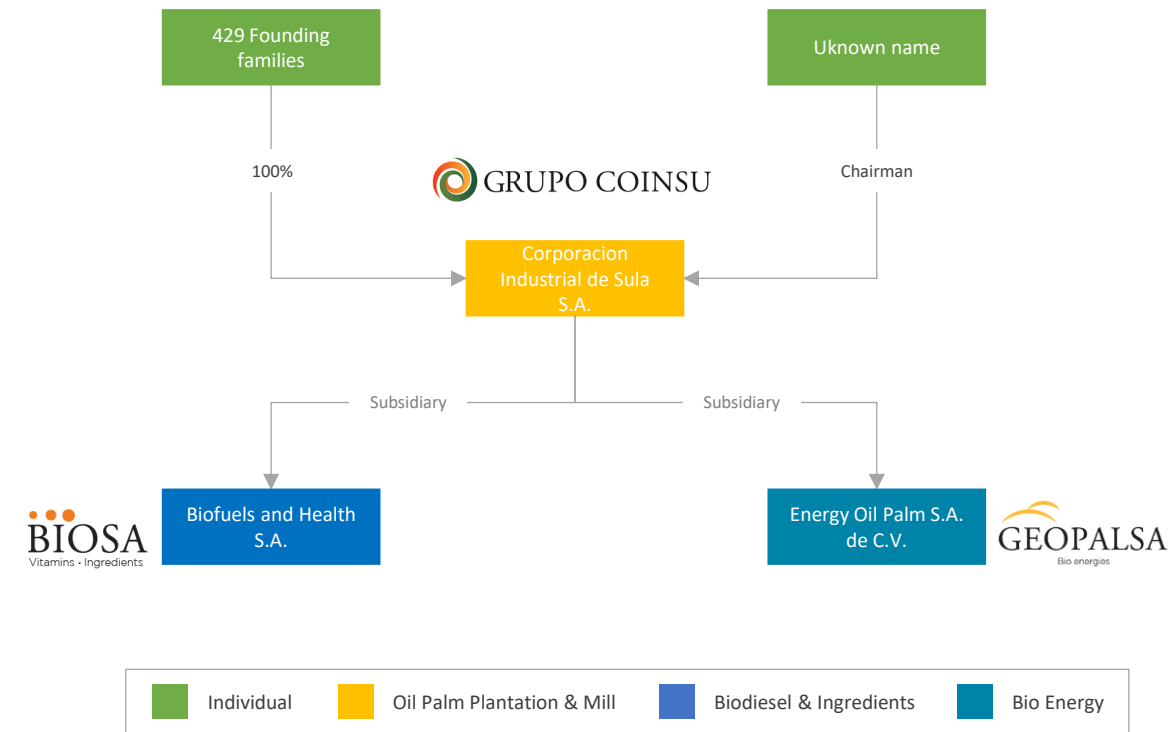 429 Founding
families
Uknown name
100%
Chairman
GRUPO COINSU
Corporacion
Industrial de Sula
S.A.
Subsidiary
Subsidiary
BIOSA
Vitamins • Ingredients
Biofuels and Health
S.A.
Energy Oil Palm S.A.
de C.V.
GEOPALSA
Bio energies
Individual
Oil Palm Plantation & Mill
Biodiesel & Ingredients
Bio Energy